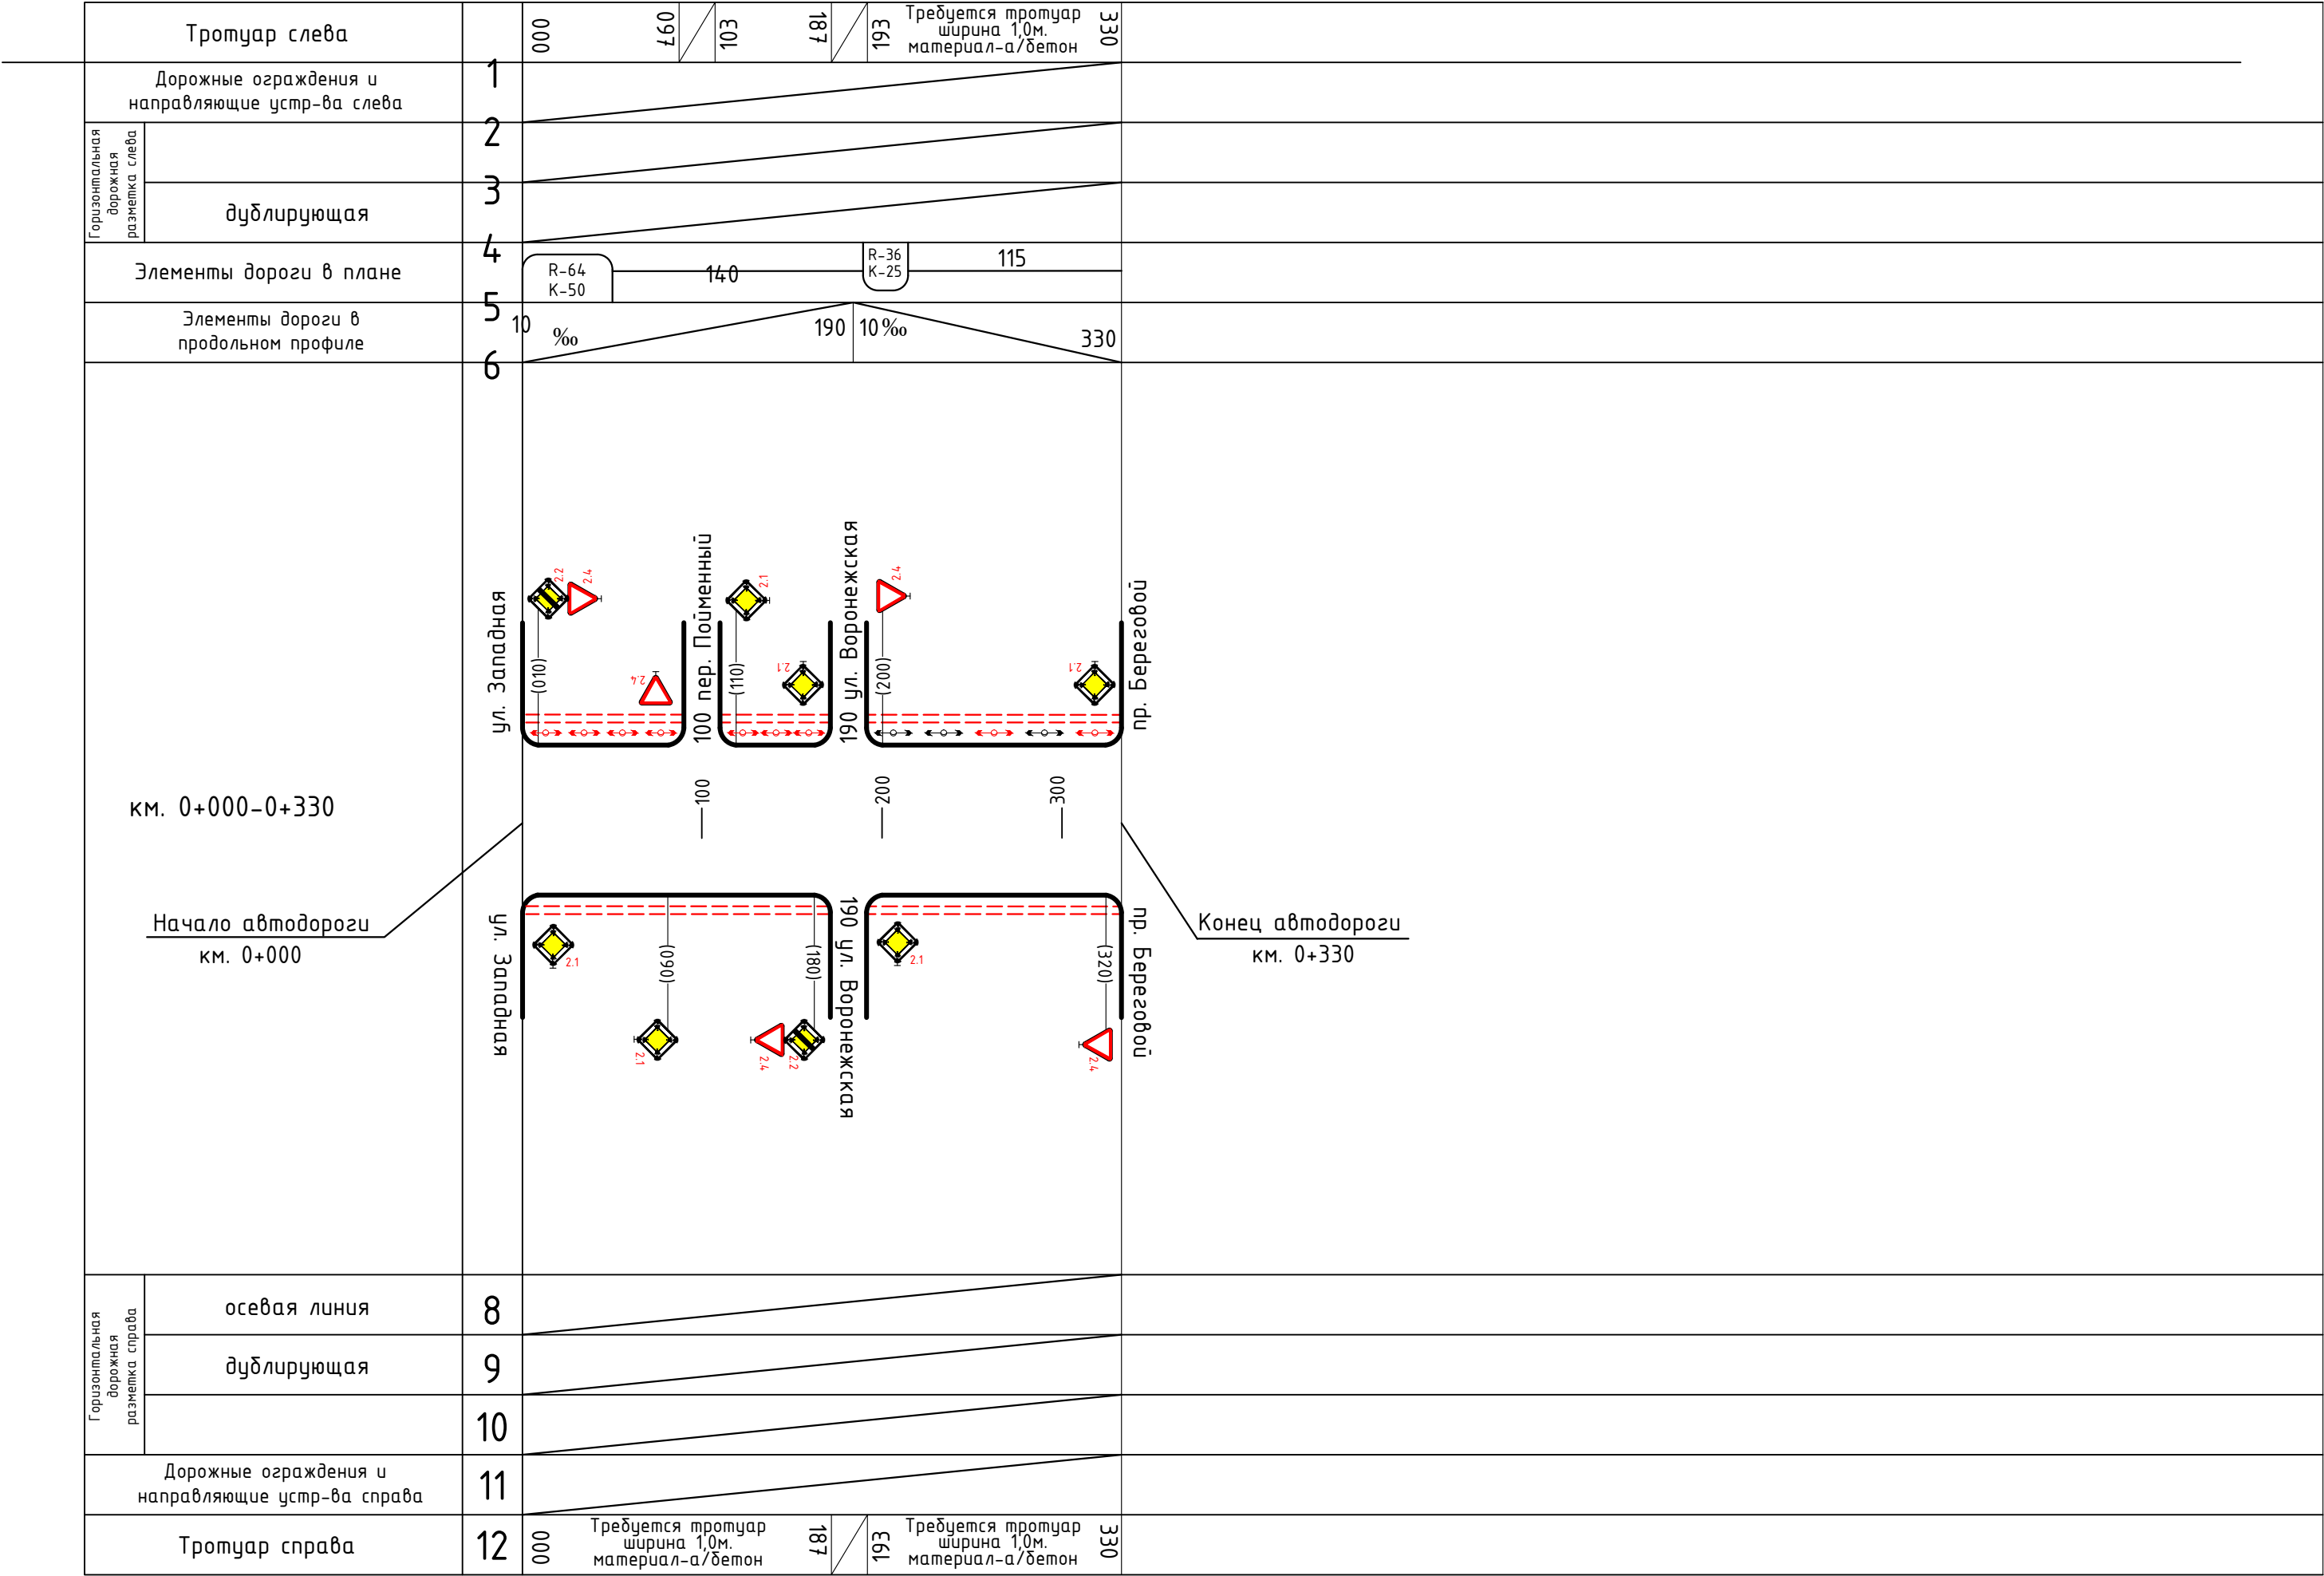 Тротуар слева
000
097
103
187
193
Требуется тротуар
ширина 1,0м.
материал-а/бетон
330
1
Дорожные ограждения и
направляющие устр-ва слева
2
Горизонтальная
дорожная
разметка слева
3
дублирующая
4
Элементы дороги в плане
R-64
K-50
140
R-36
K-25
115
5
Элементы дороги в
продольном профиле
10
‰
190
10‰
330
6
ул. Западная
2.2
2.4
(010)
2.4
100 пер. Пойменный
2.1
(110)
2.1
190 ул. Воронежская
2.4
(200)
2.1
пр. Береговой
км. 0+000-0+330
100
200
300
Начало автодороги
км. 0+000
Конец автодороги
км. 0+330
ул. Западная
2.1
(090)
2.1
(180)
2.4
2.2
190 ул. Воронежская
2.1
(320)
2.4
пр. Береговой
Горизонтальная
дорожная
разметка справа
осевая линия
8
дублирующая
9
10
Дорожные ограждения и
направляющие устр-ва справа
11
Тротуар справа
12
000
Требуется тротуар
ширина 1,0м.
материал-а/бетон
187
193
Требуется тротуар
ширина 1,0м.
материал-а/бетон
330